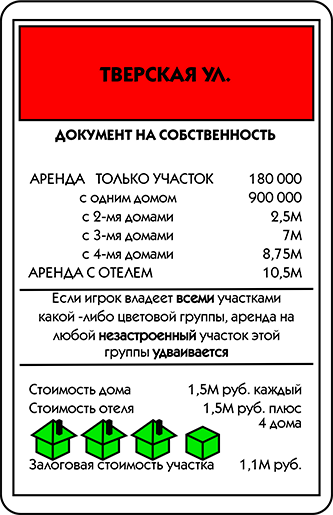 ТВЕРСКАЯ УЛ.
ДОКУМЕНТ НА СОБСТВЕННОСТЬ
АРЕНДА ТОЛЬКО УЧАСТОК 180 000
с одним домом 900 000
с 2-мя домами 2,5М
с 3-мя домами 7М
с 4-мя домами 8,75М
АРЕНДА С ОТЕЛЕМ 10,5М
Если игрок владеет всеми участками
какой -либо цветовой группы, аренда на
любой незастроенный участок этой
группы удваивается
Стоимость дома 1,5М руб. каждый
Стоимость отеля 1,5М руб. плюс
4 дома
Залоговая стоимость участка 1,1М руб.